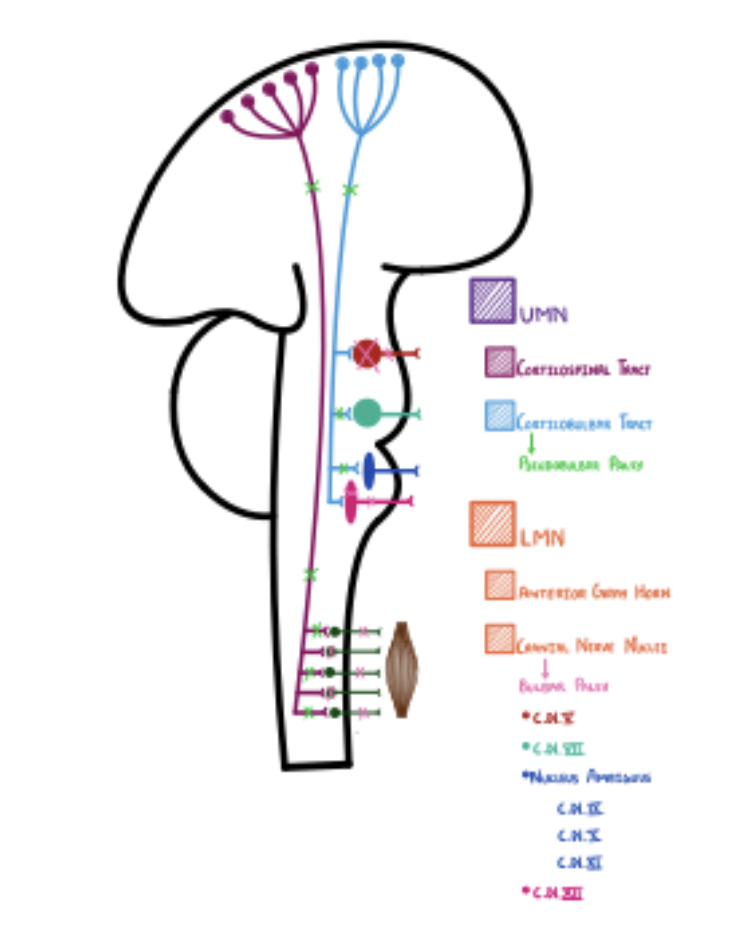 UMN
CORTICOSPINAL TRACT
CORTICOBULBAR TRACT
PSEUDOBULBAR PALSY
LMN
ANTERIOR GRAY HORN
CRANIAL NERVE NUCLEI
BULBAR PALSY
*C.N.V
*C.N.VII
*NUCLEUS AMBIGUUS
C.N.IX
C.N.X
C.N.XI
*C.N.XII